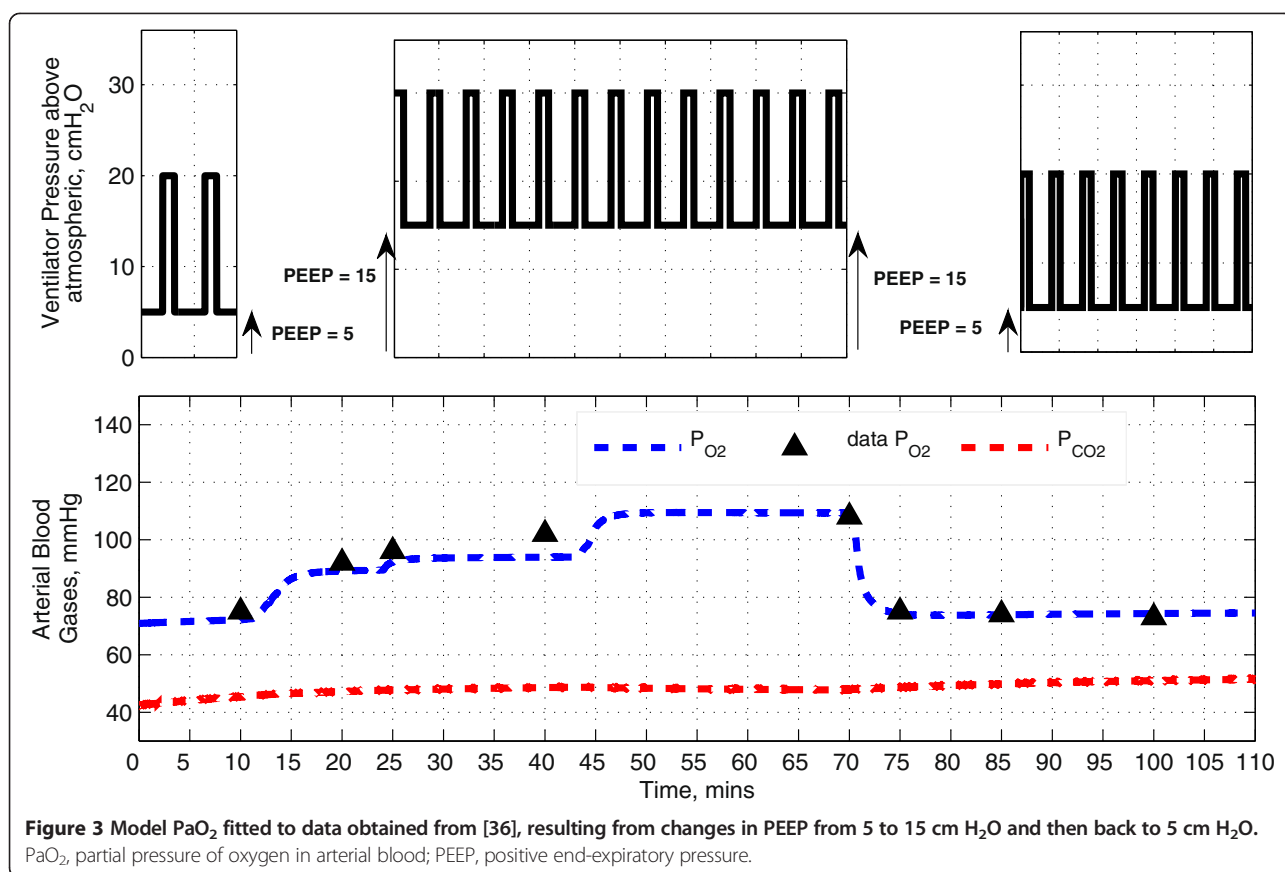 Ventilator Pressure above
atmospheric, cmH₂O
30
20
10
0
PEEP = 5
PEEP = 15
PEEP = 15
PEEP = 5
Arterial Blood
Gases, mmHg
140
120
100
80
60
40
P_O2
data P_O2
P_CO2
0 5 10 15 20 25 30 35 40 45 50 55 60 65 70 75 80 85 90 95 100 105 110
Time, mins
Figure 3 Model PaO₂ fitted to data obtained from [36], resulting from changes in PEEP from 5 to 15 cm H₂O and then back to 5 cm H₂O.
PaO₂, partial pressure of oxygen in arterial blood; PEEP, positive end-expiratory pressure.